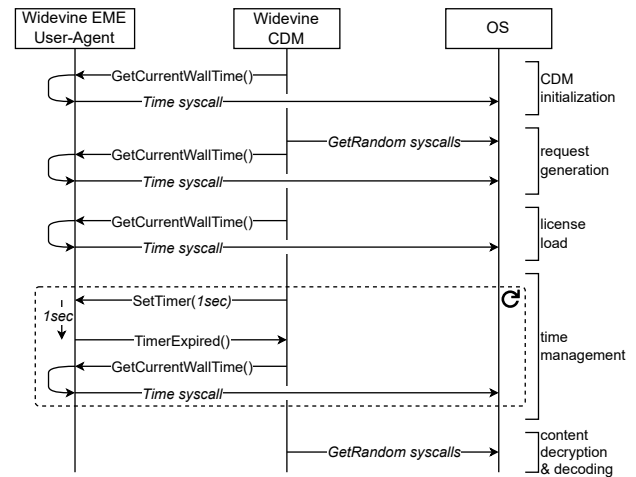 Widevine EME
User-Agent
Widevine
CDM
OS
GetCurrentWallTime()
Time syscall
CDM
initialization
GetRandom syscalls
GetCurrentWallTime()
Time syscall
request
generation
GetCurrentWallTime()
Time syscall
license
load
SetTimer(1sec)
1sec
TimerExpired()
GetCurrentWallTime()
Time syscall
time
management
GetRandom syscalls
content
decryption
& decoding